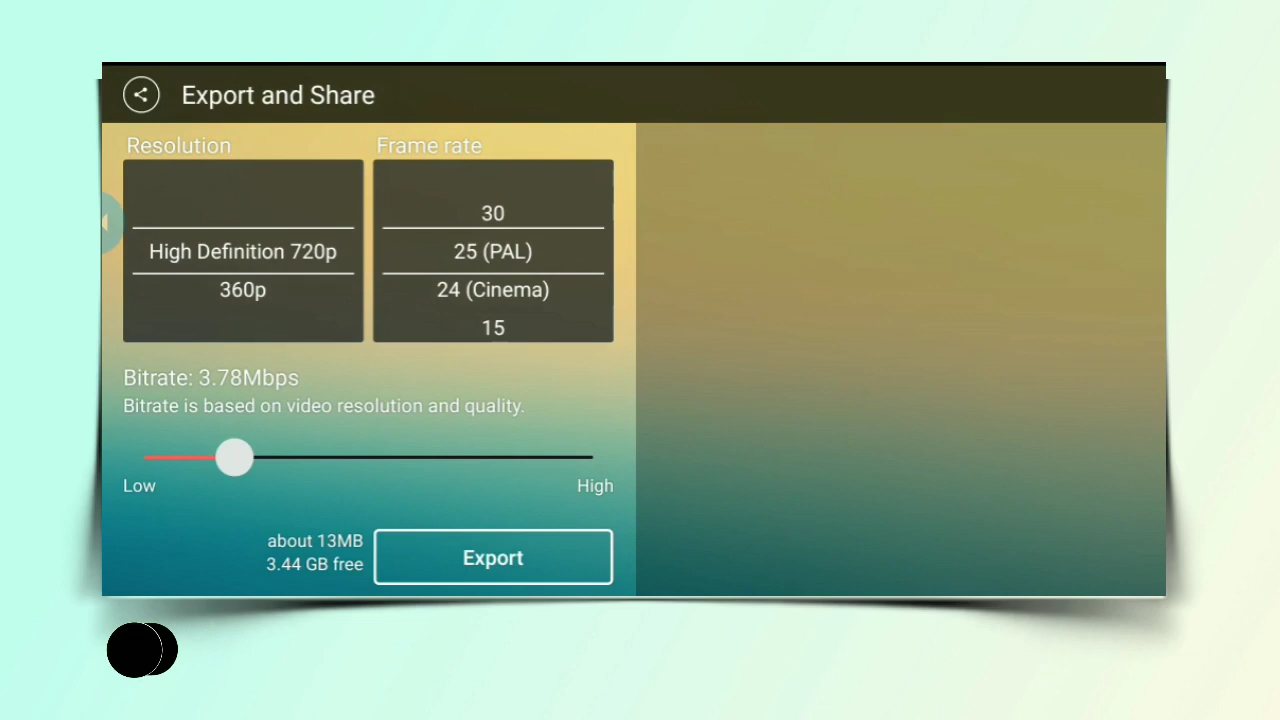 Export and Share
Resolution
Frame rate
High Definition 720p
360p
30
25 (PAL)
24 (Cinema)
15
Bitrate: 3.78Mbps
Bitrate is based on video resolution and quality.
Low
High
about 13MB
3.44 GB free
Export